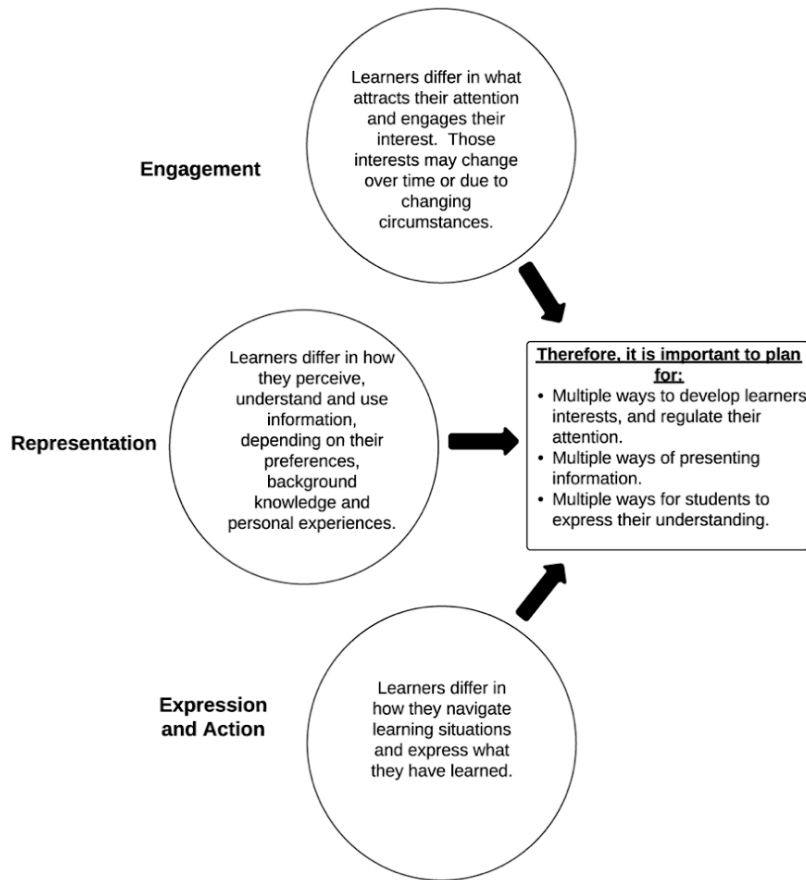 Learners differ in what
attracts their attention
and engages their
interest.  Those
interests may change
over time or due to
changing
circumstances.
Engagement
Learners differ in how
they perceive,
understand and use
information,
depending on their
preferences,
background
knowledge and
personal experiences.
Representation
Therefore, it is important to plan
for:
• Multiple ways to develop learners
interests, and regulate their
attention.
• Multiple ways of presenting
information.
• Multiple ways for students to
express their understanding.
Expression
and Action
Learners differ in
how they navigate
learning situations
and express what
they have learned.